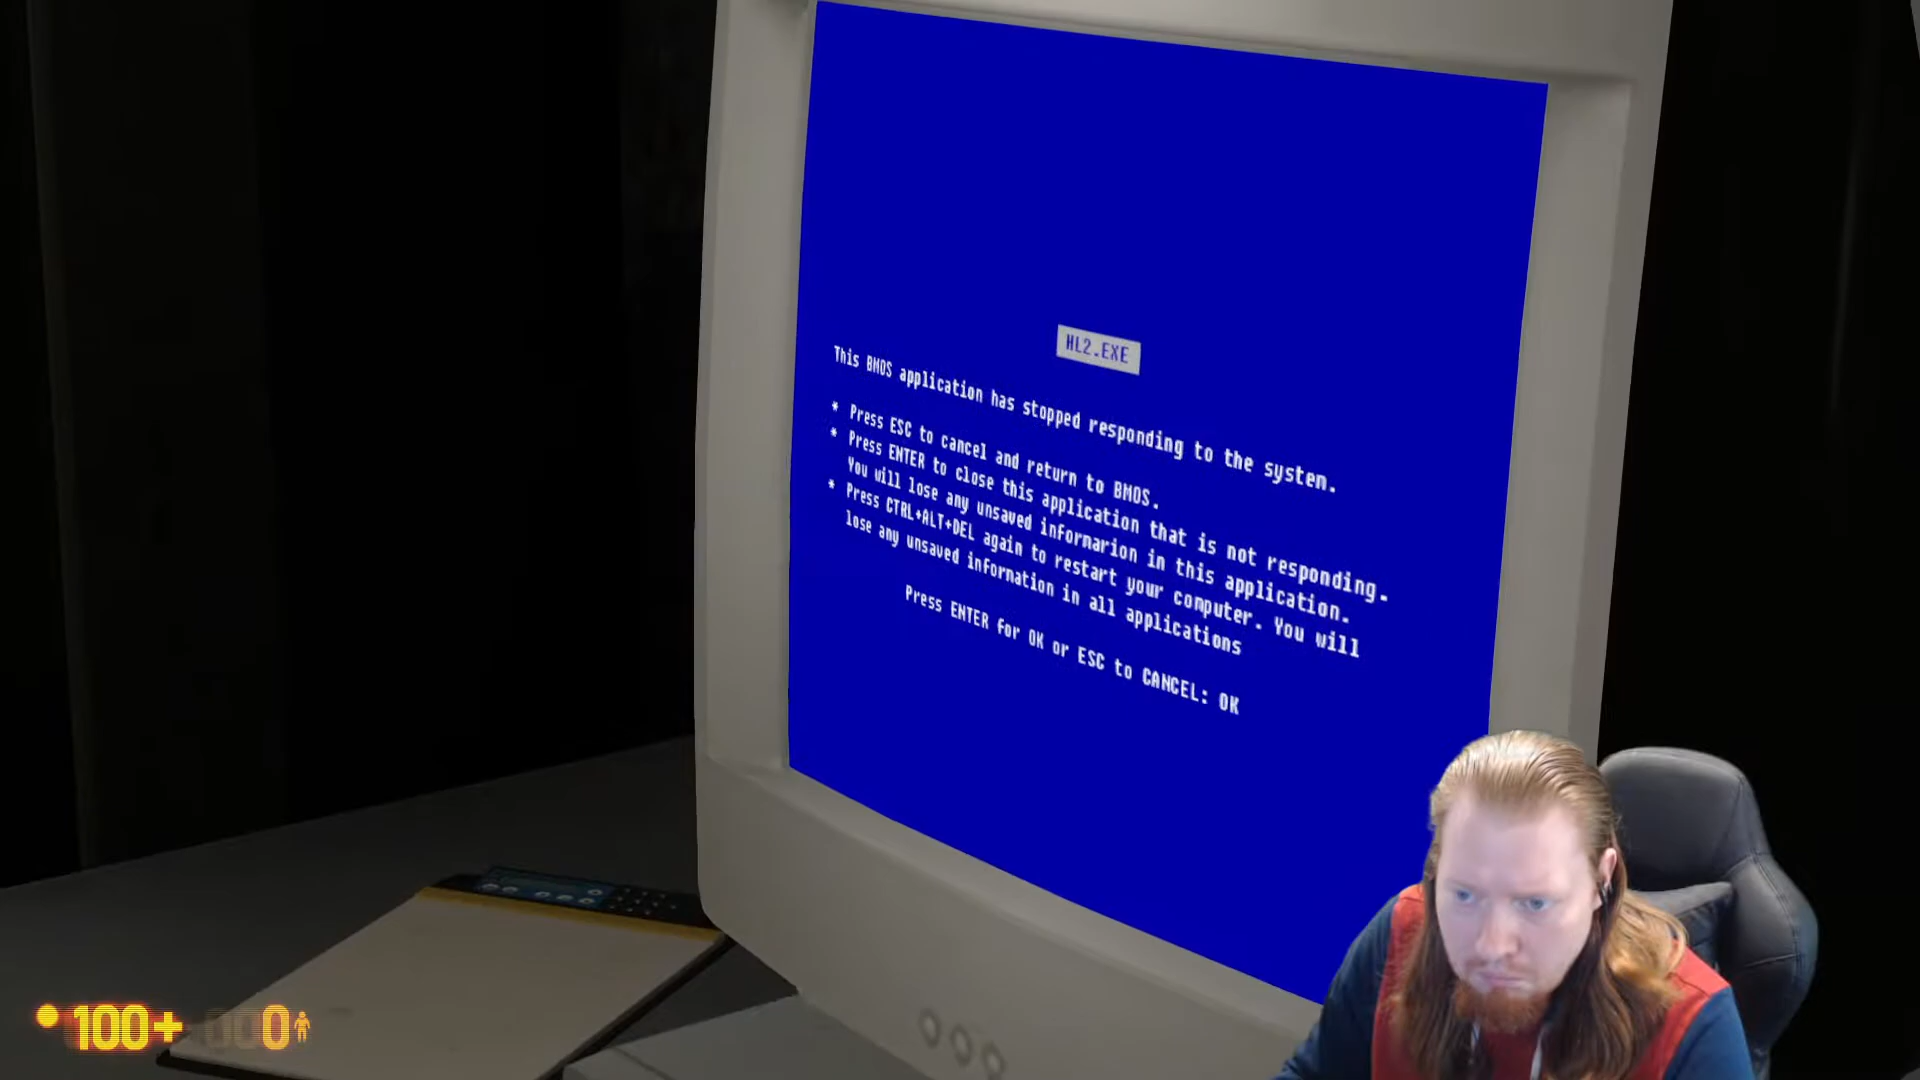 HL2.EXE
This BMOS application has stopped responding to the system.
* Press ESC to cancel and return to BMOS.
* Press ENTER to close this application that is not responding.
You will lose any unsaved infornarion in this application.
* Press CTRL+ALT+DEL again to restart your computer. You will
lose any unsaved information in all applications
Press ENTER for OK or ESC to CANCEL: OK
100+ 000